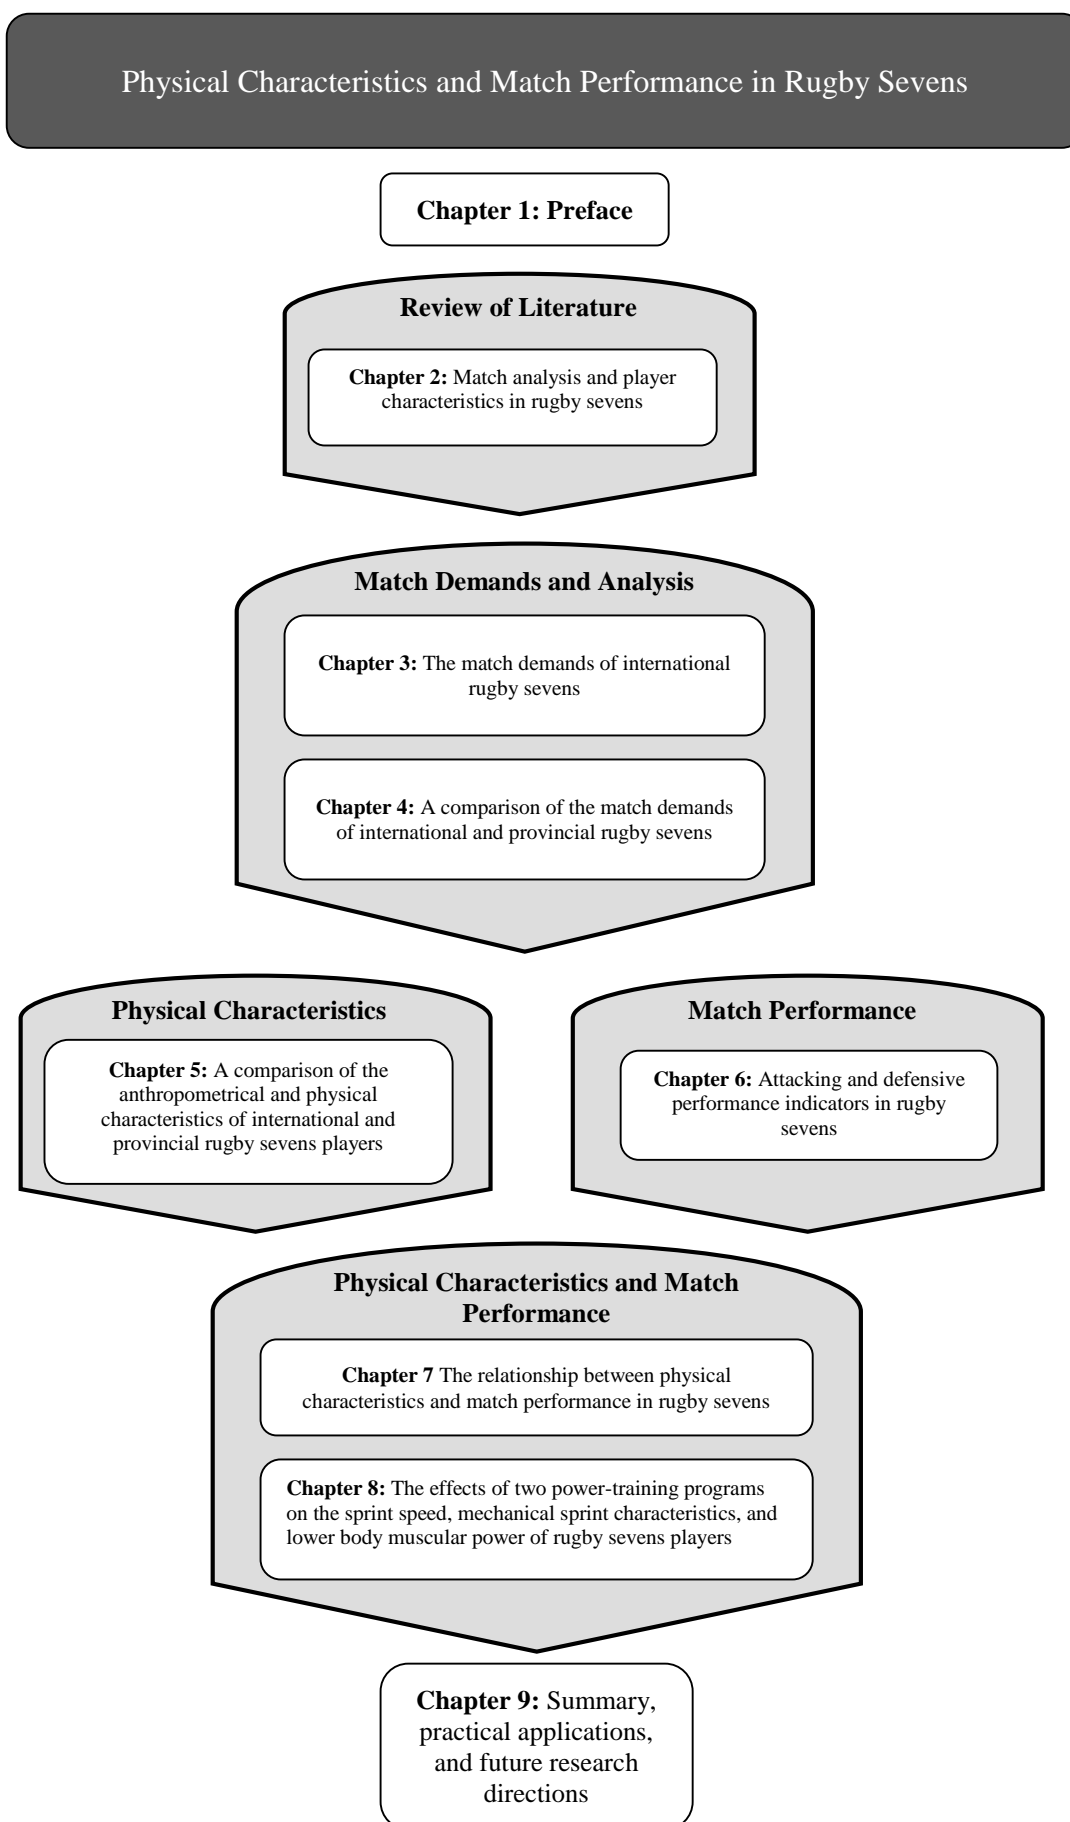 Physical Characteristics and Match Performance in Rugby Sevens
Chapter 1: Preface
Review of Literature
Chapter 2: Match analysis and player
characteristics in rugby sevens
Match Demands and Analysis
Chapter 3: The match demands of international
rugby sevens
Chapter 4: A comparison of the match demands
of international and provincial rugby sevens
Physical Characteristics
Chapter 5: A comparison of the
anthropometrical and physical
characteristics of international and
provincial rugby sevens players
Match Performance
Chapter 6: Attacking and defensive
performance indicators in rugby
sevens
Physical Characteristics and Match
Performance
Chapter 7 The relationship between physical
characteristics and match performance in rugby sevens
Chapter 8: The effects of two power-training programs
on the sprint speed, mechanical sprint characteristics, and
lower body muscular power of rugby sevens players
Chapter 9: Summary,
practical applications,
and future research
directions